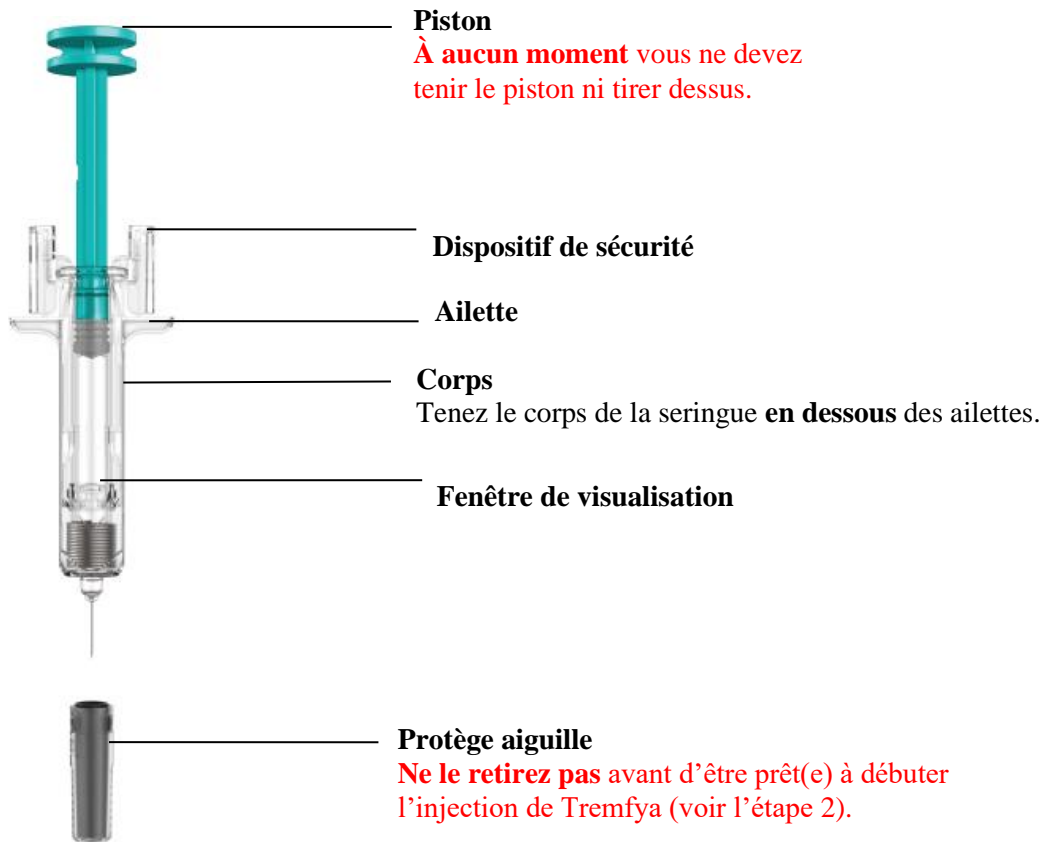 Piston
À aucun moment vous ne devez
tenir le piston ni tirer dessus.
Dispositif de sécurité
Ailette
Corps
Tenez le corps de la seringue en dessous des ailettes.
Fenêtre de visualisation
Protège aiguille
Ne le retirez pas avant d’être prêt(e) à débuter
l’injection de Tremfya (voir l’étape 2).